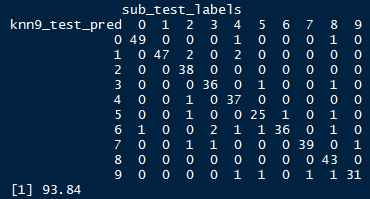 sub_test_labels
knn9_test_pred 0 1 2 3 4 5 6 7 8 9
0 49 0 0 0 1 0 0 0 1 0
1 0 47 2 0 2 0 0 0 0 0
2 0 0 38 0 0 0 0 0 0 0
3 0 0 0 36 0 1 0 0 1 0
4 0 0 1 0 37 0 0 0 0 0
5 0 0 1 0 0 25 1 0 1 0
6 1 0 0 2 1 1 36 0 1 0
7 0 0 1 1 0 0 0 39 0 1
8 0 0 0 0 0 0 0 0 43 0
9 0 0 0 0 1 1 0 1 1 31
[1] 93.84